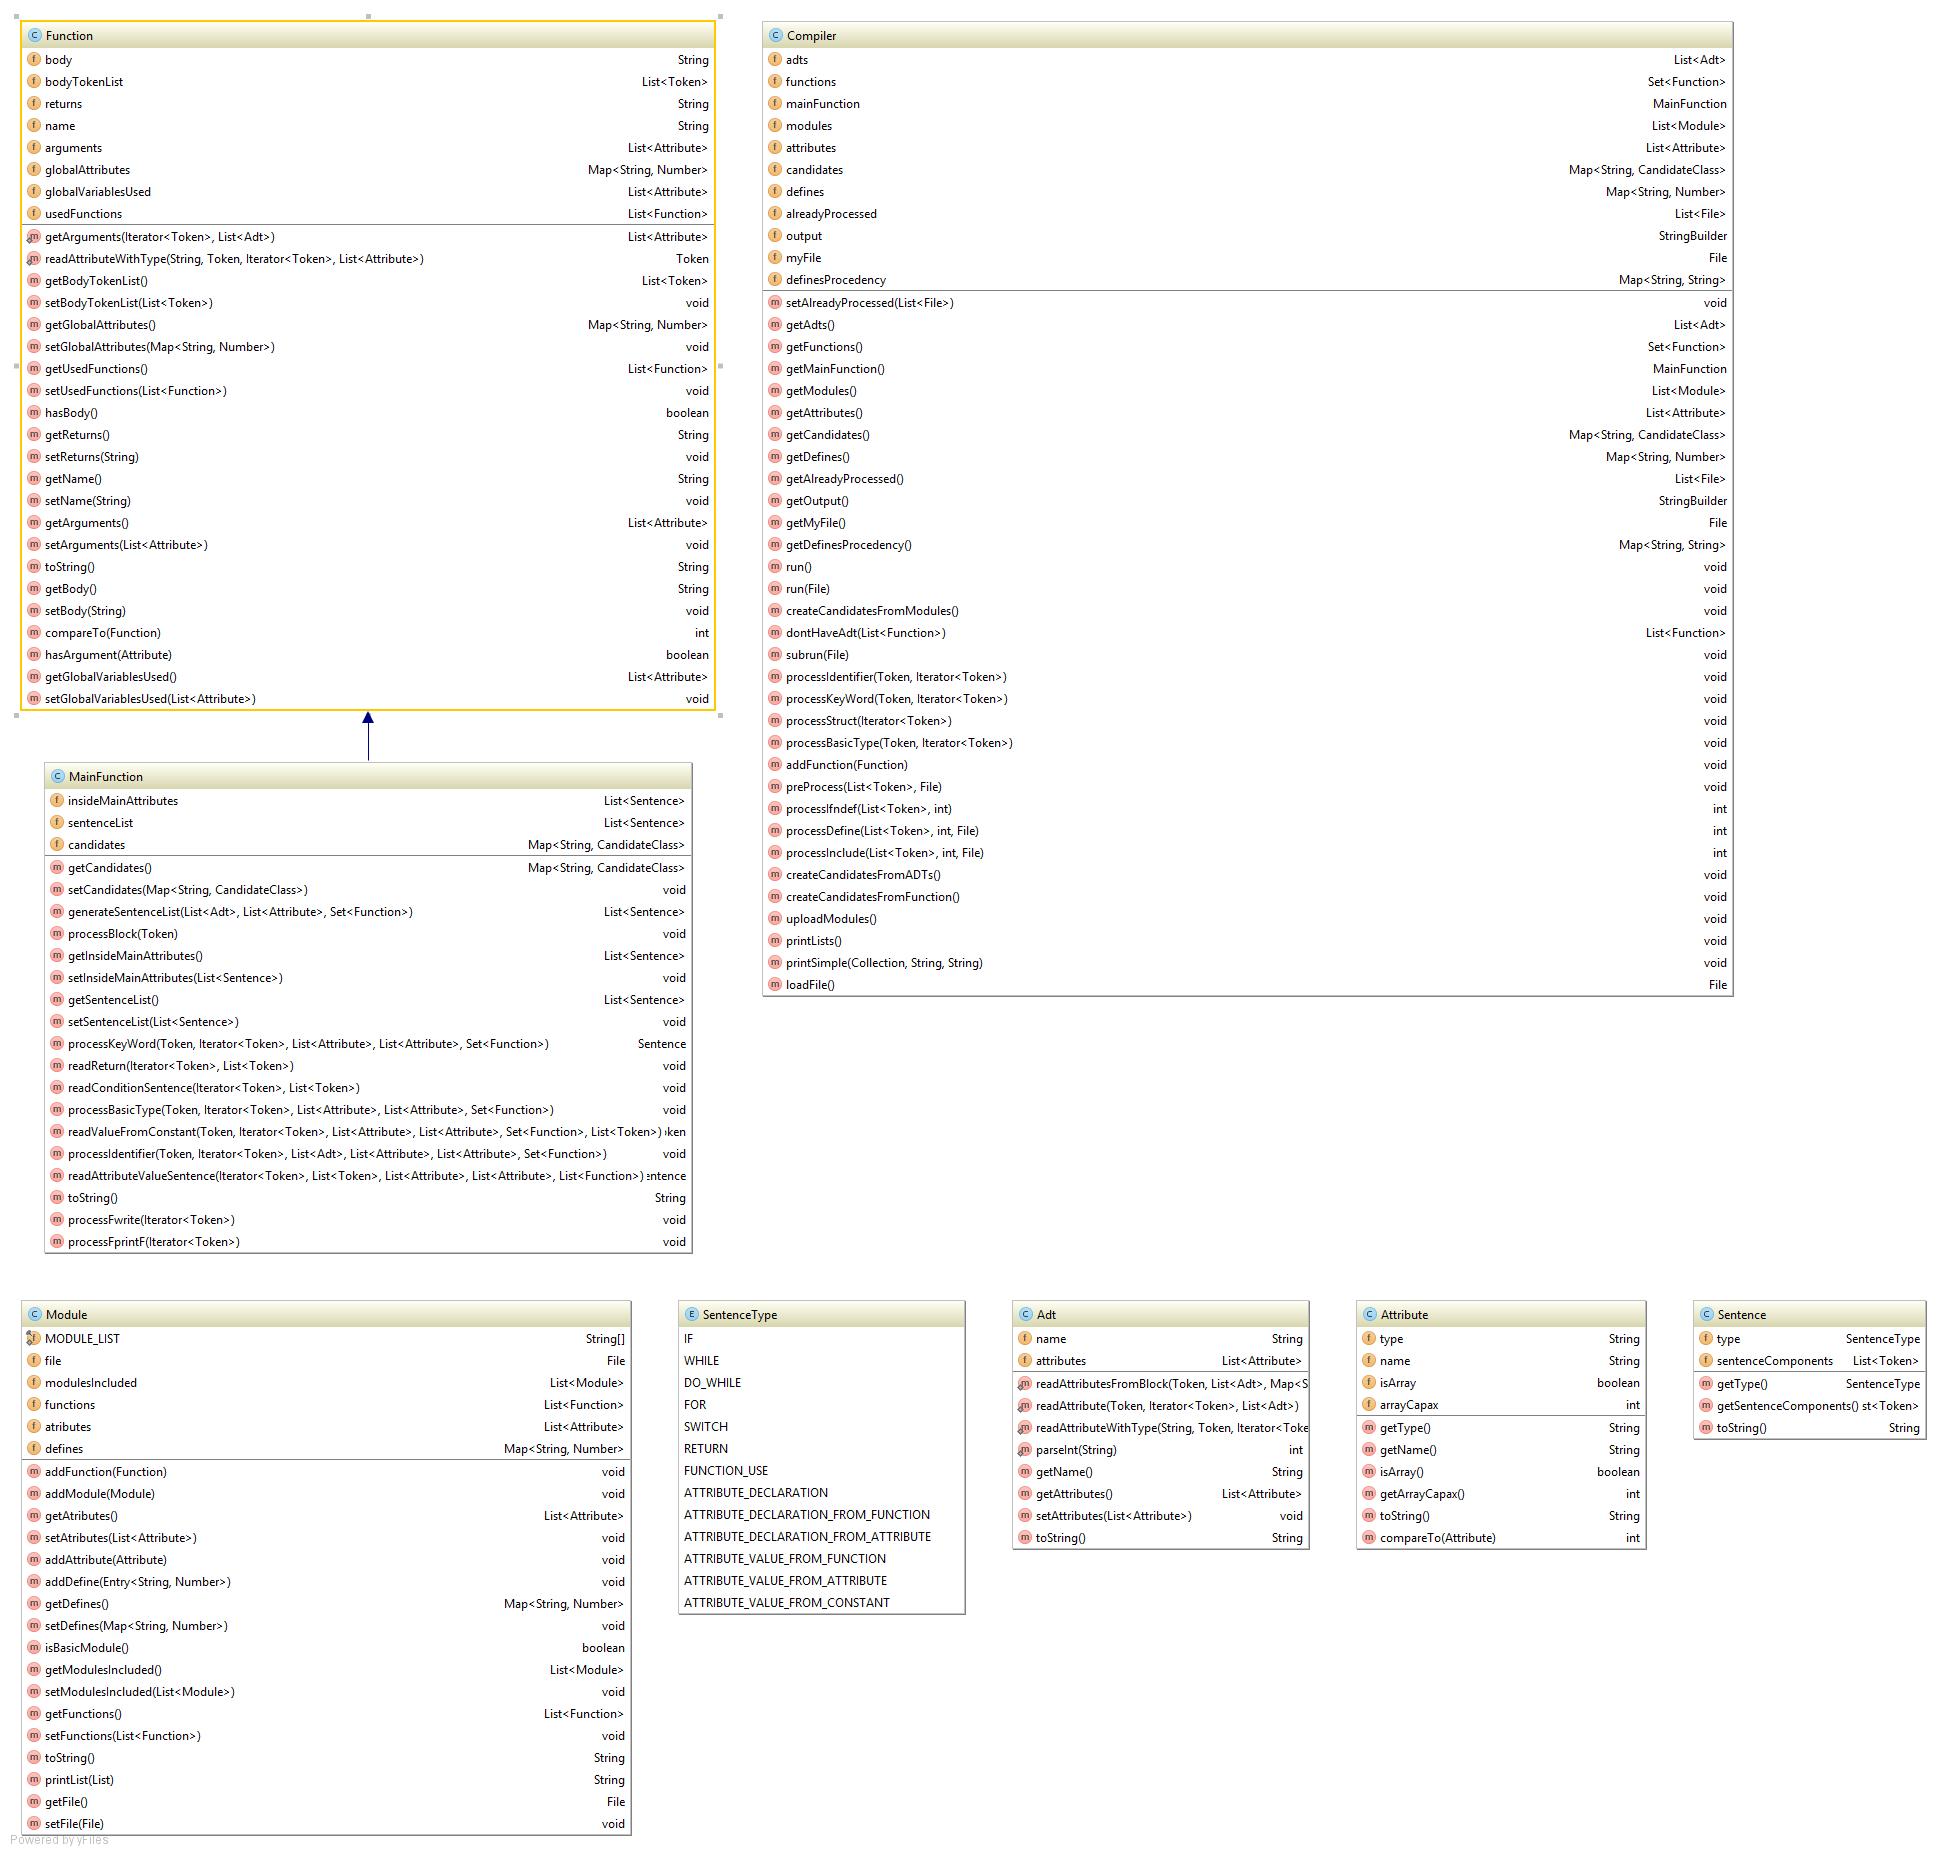 Function
body String
bodyTokenList List<Token>
returns String
name String
arguments List<Attribute>
globalAttributes Map<String, Number>
globalVariablesUsed List<Attribute>
usedFunctions List<Function>
getArguments(Iterator<Token>, List<Adt>) List<Attribute>
readAttributeWithType(String, Token, Iterator<Token>, List<Attribute>) Token
getBodyTokenList() List<Token>
setBodyTokenList(List<Token>) void
getGlobalAttributes() Map<String, Number>
setGlobalAttributes(Map<String, Number>) void
getUsedFunctions() List<Function>
setUsedFunctions(List<Function>) void
hasBody() boolean
getReturns() String
setReturns(String) void
getName() String
setName(String) void
getArguments() List<Attribute>
setArguments(List<Attribute>) void
toString() String
getBody() String
setBody(String) void
compareTo(Function) int
hasArgument(Attribute) boolean
getGlobalVariablesUsed() List<Attribute>
setGlobalVariablesUsed(List<Attribute>) void
Compiler
adts List<Adt>
functions Set<Function>
mainFunction MainFunction
modules List<Module>
attributes List<Attribute>
candidates Map<String, CandidateClass>
defines Map<String, Number>
alreadyProcessed List<File>
output StringBuilder
myFile File
definesProcedency Map<String, String>
setAlreadyProcessed(List<File>) void
getAdts() List<Adt>
getFunctions() Set<Function>
getMainFunction() MainFunction
getModules() List<Module>
getAttributes() List<Attribute>
getCandidates() Map<String, CandidateClass>
getDefines() Map<String, Number>
getAlreadyProcessed() List<File>
getOutput() StringBuilder
getMyFile() File
getDefinesProcedency() Map<String, String>
run() void
run(File) void
createCandidatesFromModules() void
dontHaveAdt(List<Function>) List<Function>
subrun(File) void
processIdentifier(Token, Iterator<Token>) void
processKeyWord(Token, Iterator<Token>) void
processStruct(Iterator<Token>) void
processBasicType(Token, Iterator<Token>) void
addFunction(Function) void
preProcess(List<Token>, File) void
processIfndef(List<Token>, int) int
processDefine(List<Token>, int, File) int
processInclude(List<Token>, int, File) int
createCandidatesFromADTs() void
createCandidatesFromFunction() void
uploadModules() void
printLists() void
printSimple(Collection, String, String) void
loadFile() File
MainFunction
insideMainAttributes List<Sentence>
sentenceList List<Sentence>
candidates Map<String, CandidateClass>
getCandidates() Map<String, CandidateClass>
setCandidates(Map<String, CandidateClass>) void
generateSentenceList(List<Adt>, List<Attribute>, Set<Function>) List<Sentence>
processBlock(Token) void
getInsideMainAttributes() List<Sentence>
setInsideMainAttributes(List<Sentence>) void
getSentenceList() List<Sentence>
setSentenceList(List<Sentence>) void
processKeyWord(Token, Iterator<Token>, List<Attribute>, List<Attribute>, Set<Function>) Sentence
readReturn(Iterator<Token>, List<Token>) void
readConditionSentence(Iterator<Token>, List<Token>) void
processBasicType(Token, Iterator<Token>, List<Attribute>, List<Attribute>, Set<Function>) void
readValueFromConstant(Token, Iterator<Token>, List<Attribute>, List<Attribute>, Set<Function>, List<Token>) ken
processIdentifier(Token, Iterator<Token>, List<Adt>, List<Attribute>, List<Attribute>, Set<Function>) void
readAttributeValueSentence(Iterator<Token>, List<Token>, List<Attribute>, List<Attribute>, List<Function>) entence
toString() String
processFwrite(Iterator<Token>) void
processFprintF(Iterator<Token>) void
Module
MODULE_LIST String[]
file File
modulesIncluded List<Module>
functions List<Function>
atributes List<Attribute>
defines Map<String, Number>
addFunction(Function) void
addModule(Module) void
getAtributes() List<Attribute>
setAtributes(List<Attribute>) void
addAttribute(Attribute) void
addDefine(Entry<String, Number>) void
getDefines() Map<String, Number>
setDefines(Map<String, Number>) void
isBasicModule() boolean
getModulesIncluded() List<Module>
setModulesIncluded(List<Module>) void
getFunctions() List<Function>
setFunctions(List<Function>) void
toString() String
printList(List) String
getFile() File
setFile(File) void
SentenceType
IF
WHILE
DO_WHILE
FOR
SWITCH
RETURN
FUNCTION_USE
ATTRIBUTE_DECLARATION
ATTRIBUTE_DECLARATION_FROM_FUNCTION
ATTRIBUTE_DECLARATION_FROM_ATTRIBUTE
ATTRIBUTE_VALUE_FROM_FUNCTION
ATTRIBUTE_VALUE_FROM_ATTRIBUTE
ATTRIBUTE_VALUE_FROM_CONSTANT
Adt
name String
attributes List<Attribute>
readAttributesFromBlock(Token, List<Adt>, Map<S
readAttribute(Token, Iterator<Token>, List<Adt>)
readAttributeWithType(String, Token, Iterator<Toke
parseInt(String) int
getName() String
getAttributes() List<Attribute>
setAttributes(List<Attribute>) void
toString() String
Attribute
type String
name String
isArray boolean
arrayCapax int
getType() String
getName() String
isArray() boolean
getArrayCapax() int
toString() String
compareTo(Attribute) int
Sentence
type SentenceType
sentenceComponents List<Token>
getType() SentenceType
getSentenceComponents() st<Token>
toString() String
Powered by yFiles